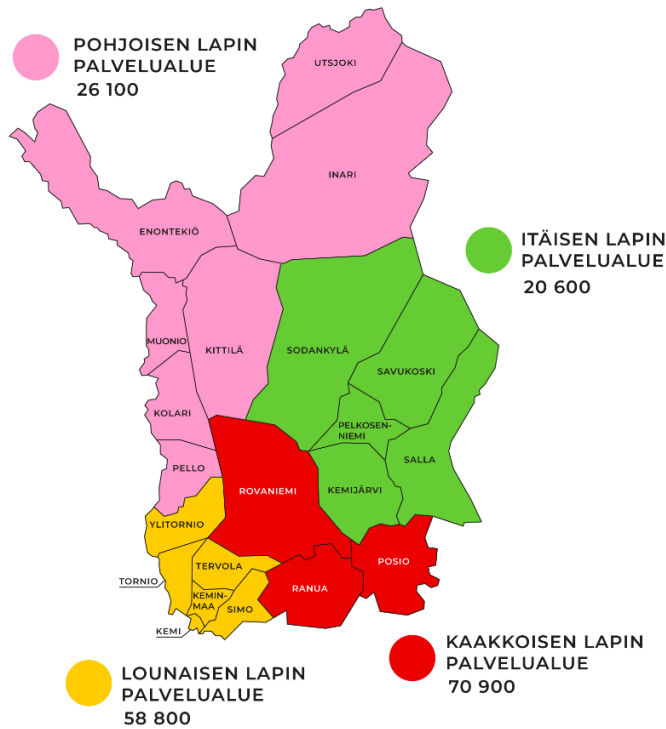 POHJOISEN LAPIN
PALVELUALUE
26 100
UTSJOKI
INARI
ENONTEKIÖ
ITÄISEN LAPIN
PALVELUALUE
20 600
MUONIO
KITTILÄ
SODANKYLÄ
SAVUKOSKI
KOLARI
PELKOSEN-
NIEMI
SALLA
PELLO
ROVANIEMI
KEMIJÄRVI
YLITORNIO
TERVOLA
POSIO
TORNIO
KEMIN-
MAA
SIMO
RANUA
KEMI
KAAKKOISEN LAPIN
PALVELUALUE
70 900
LOUNAISEN LAPIN
PALVELUALUE
58 800